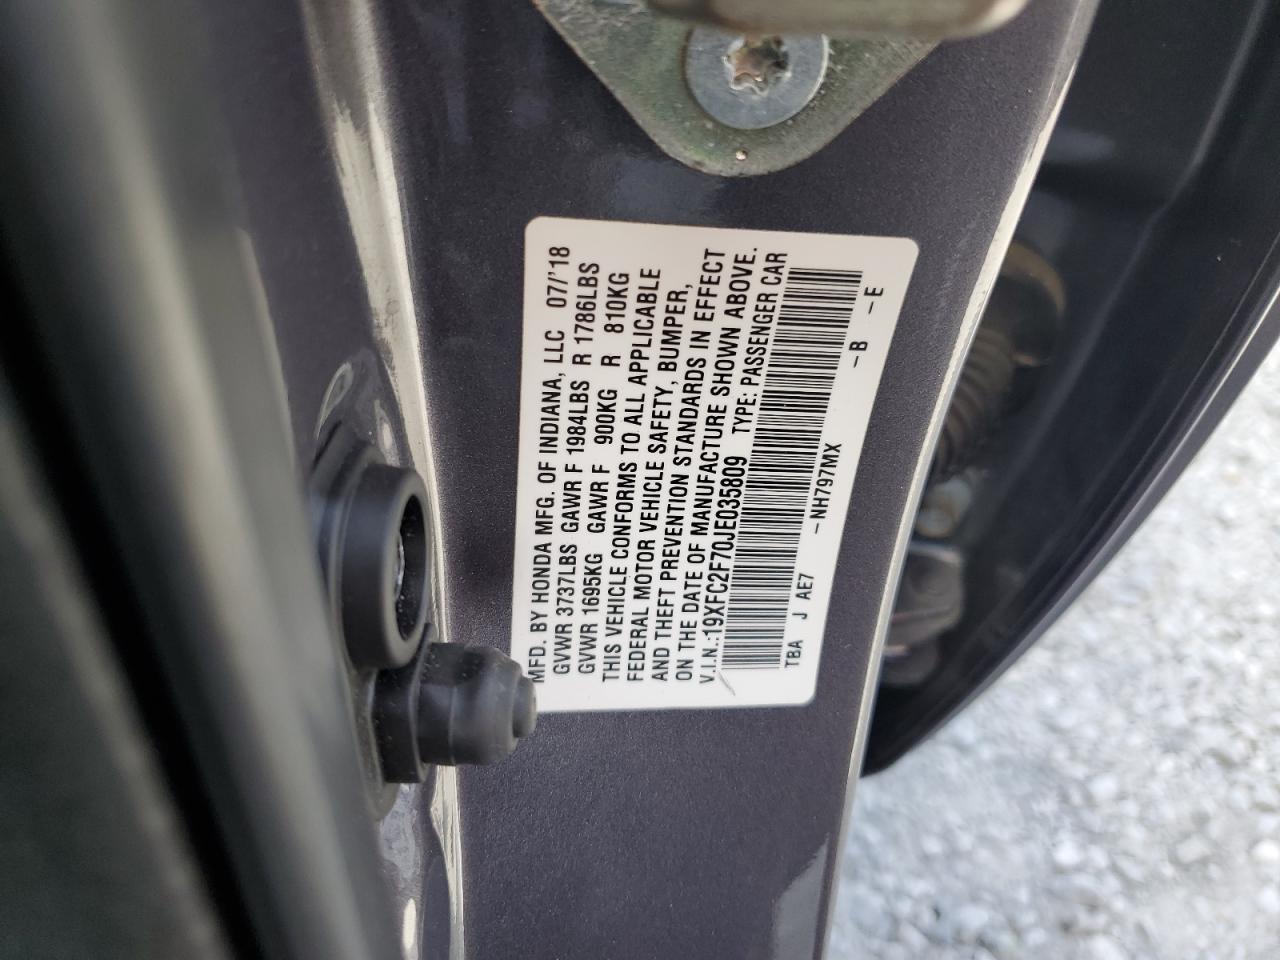 MFD. BY HONDA MFG. OF INDIANA, LLC 07/'18
GVWR 3737LBS GAWR F 1984LBS R 1786LBS
GVWR 1695KG GAWR F 900KG R 810KG
THIS VEHICLE CONFORMS TO ALL APPLICABLE
FEDERAL MOTOR VEHICLE SAFETY, BUMPER,
AND THEFT PREVENTION STANDARDS IN EFFECT
ON THE DATE OF MANUFACTURE SHOWN ABOVE.
V.I.N.:19XFC2F70JE035809 TYPE: PASSENGER CAR
TBA J AE7 -NH797MX -B -E